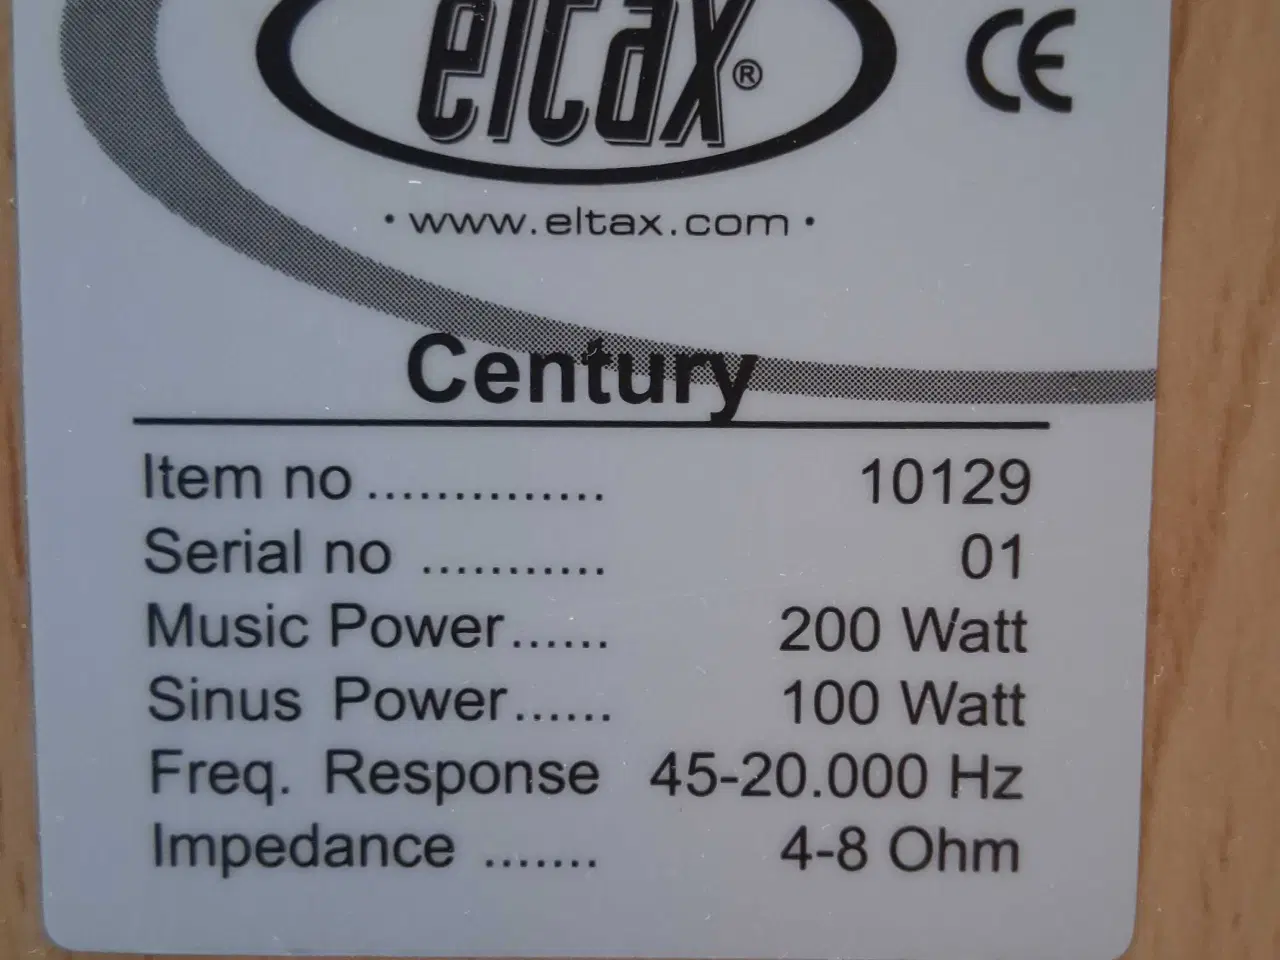 eltax®
CE
• www.eltax.com •
Century
Item no .............. 10129
Serial no ........... 01
Music Power...... 200 Watt
Sinus Power...... 100 Watt
Freq. Response 45-20.000 Hz
Impedance ....... 4-8 Ohm